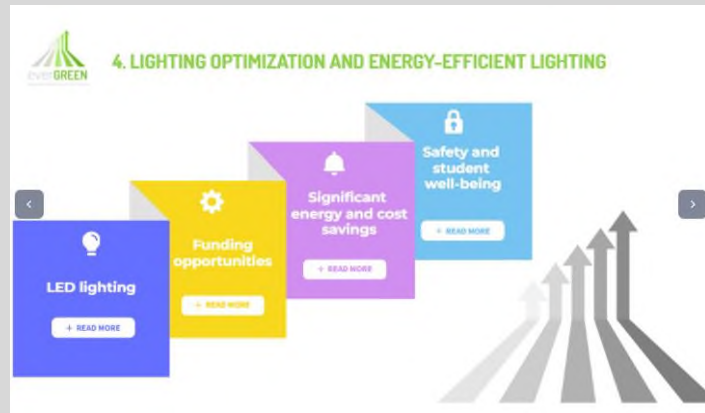 everGREEN
4. LIGHTING OPTIMIZATION AND ENERGY-EFFICIENT LIGHTING
LED lighting
+ READ MORE
Funding
opportunities
+ READ MORE
Significant
energy and cost
savings
+ READ MORE
Safety and
student
well-being
+ READ MORE